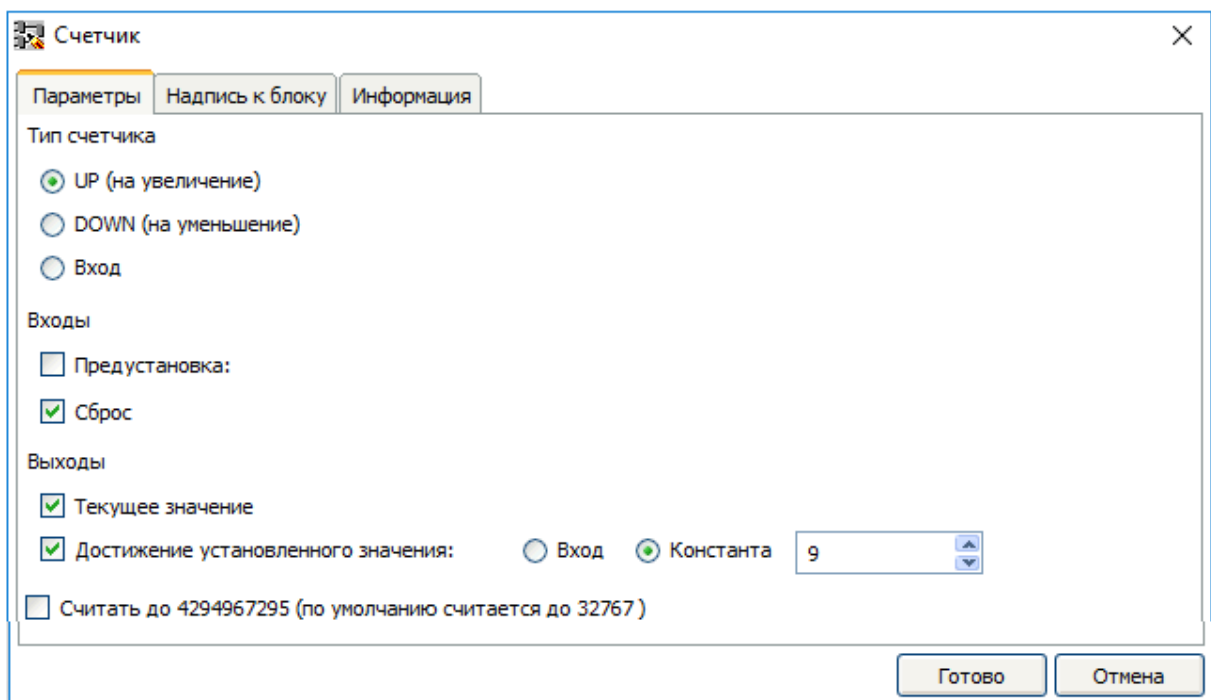 Счетчик
Параметры Надпись к блоку Информация
Тип счетчика
UP (на увеличение)
DOWN (на уменьшение)
Вход
Входы
Предустановка:
Сброс
Выходы
Текущее значение
Достижение установленного значения: Вход Константа 9
Считать до 4294967295 (по умолчанию считается до 32767 )
Готово Отмена